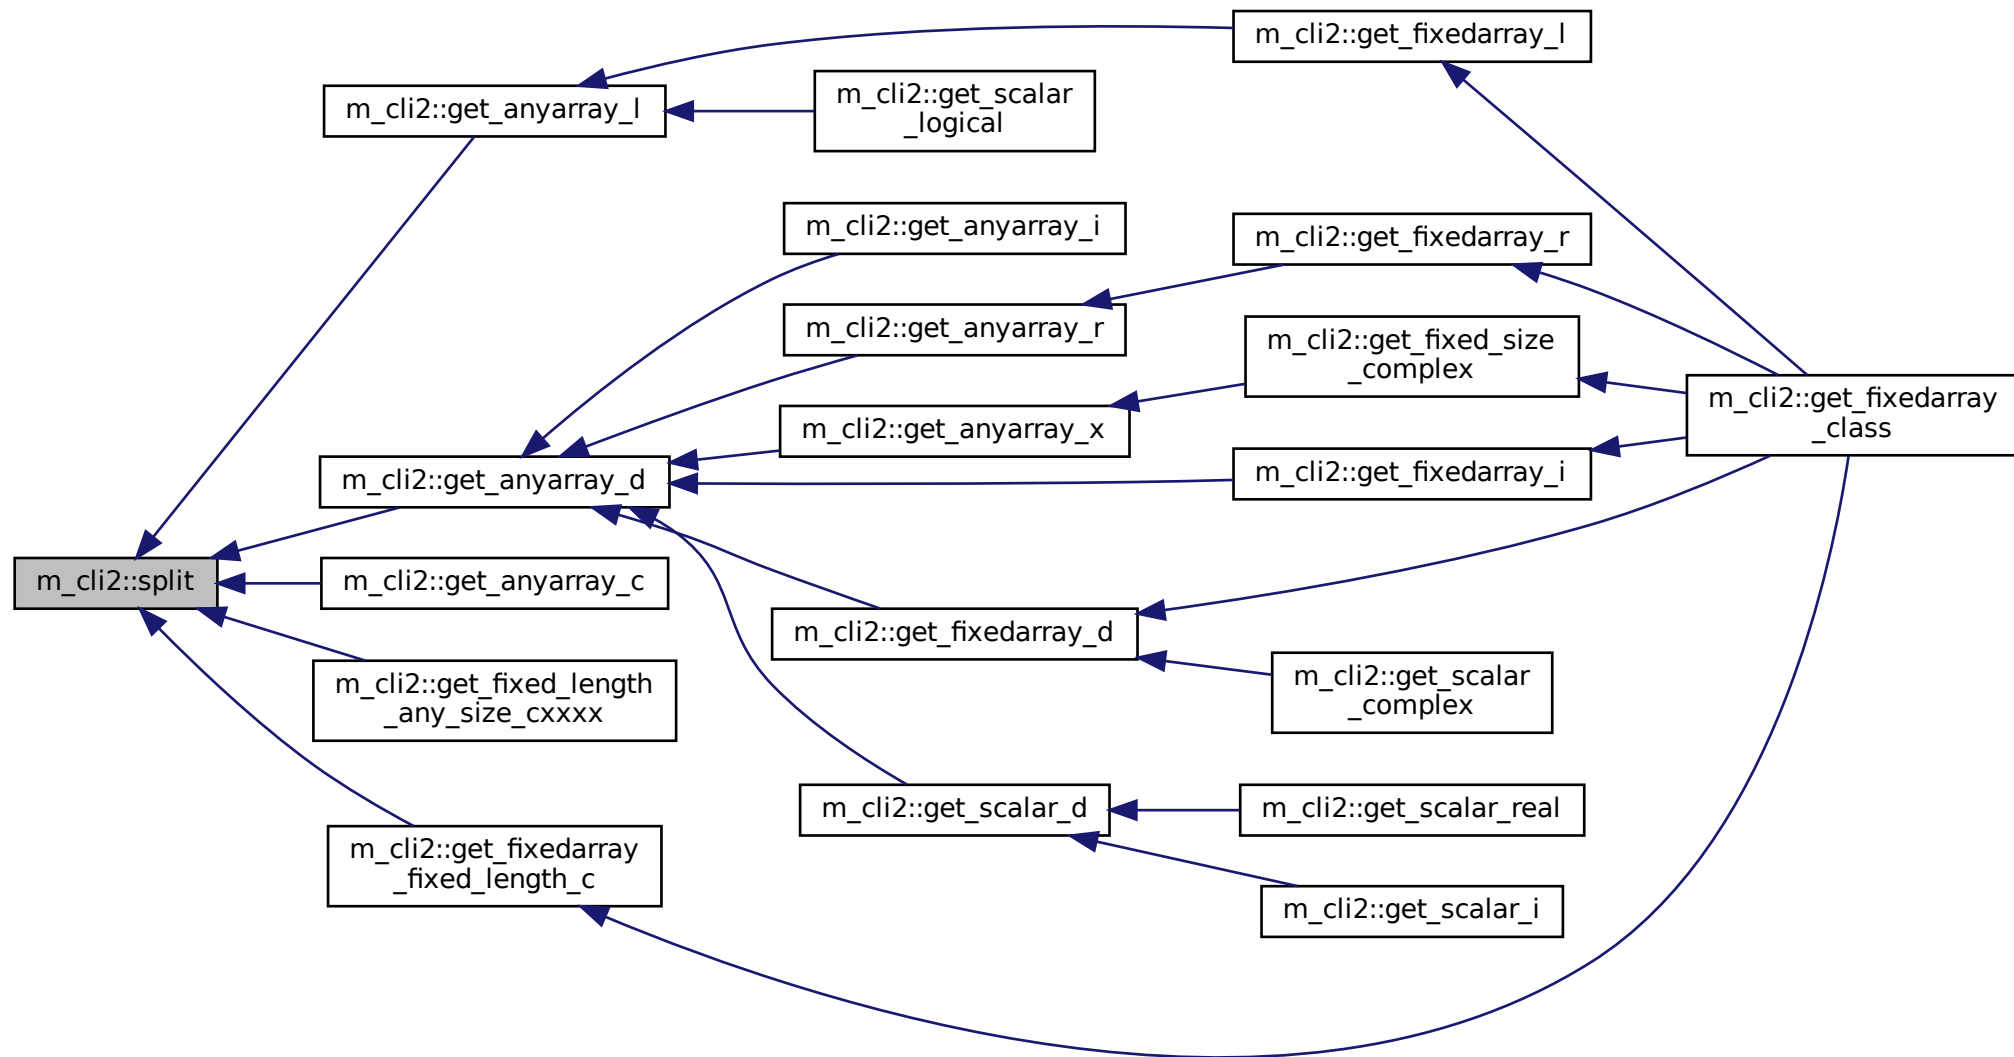 m_cli2::split
m_cli2::get_anyarray_l
m_cli2::get_fixedarray_l
m_cli2::get_scalar
_logical
m_cli2::get_anyarray_d
m_cli2::get_anyarray_i
m_cli2::get_anyarray_r
m_cli2::get_fixedarray_r
m_cli2::get_anyarray_x
m_cli2::get_fixed_size
_complex
m_cli2::get_fixedarray_i
m_cli2::get_fixedarray
_class
m_cli2::get_fixedarray_d
m_cli2::get_scalar
_complex
m_cli2::get_scalar_d
m_cli2::get_scalar_real
m_cli2::get_scalar_i
m_cli2::get_anyarray_c
m_cli2::get_fixed_length
_any_size_cxxxx
m_cli2::get_fixedarray
_fixed_length_c